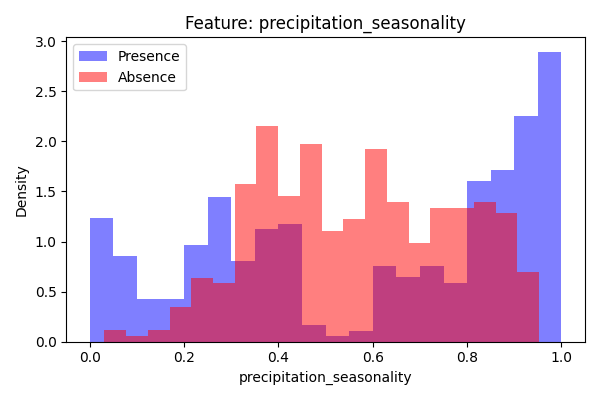 Feature: precipitation_seasonality
Presence
Absence
Density
3.0
2.5
2.0
1.5
1.0
0.5
0.0
0.0 0.2 0.4 0.6 0.8 1.0
precipitation_seasonality